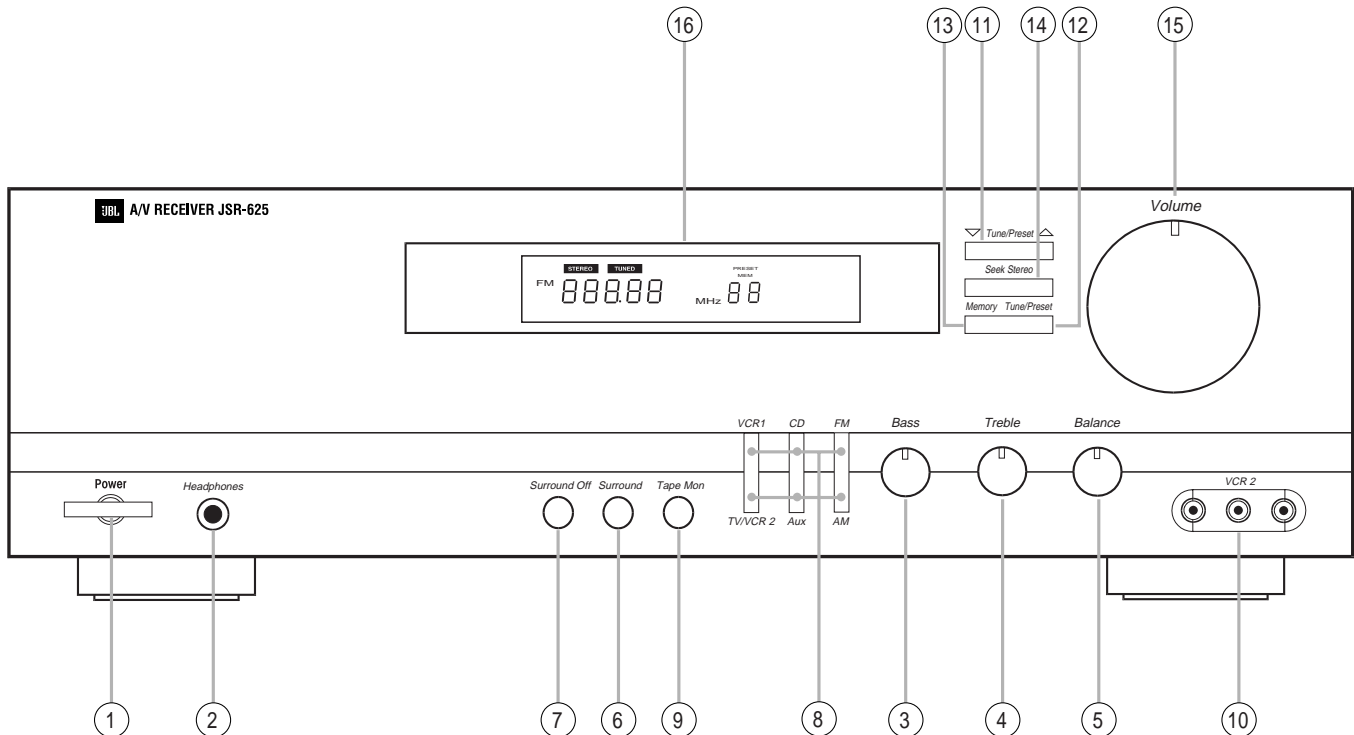 16 13 11 14 12 15
JBL A/V RECEIVER JSR-625
Volume
Tune/Preset
STEREO TUNED PRESET
MEM
FM 888.88 MHz 88
Seek Stereo
Memory Tune/Preset
VCR1 CD FM Bass Treble Balance
Power Headphones Surround Off Surround Tape Mon VCR 2
TV/VCR 2 Aux AM
1 2 7 6 9 8 3 4 5 10